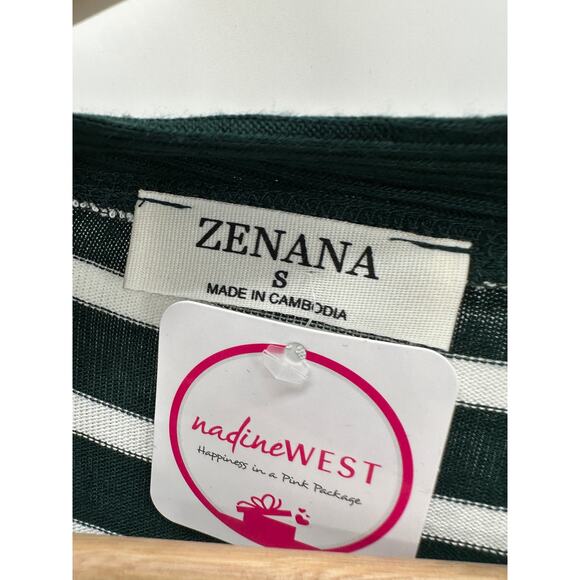 ZENANA
S
MADE IN CAMBODIA
nadineWEST
Happiness in a Pink Package